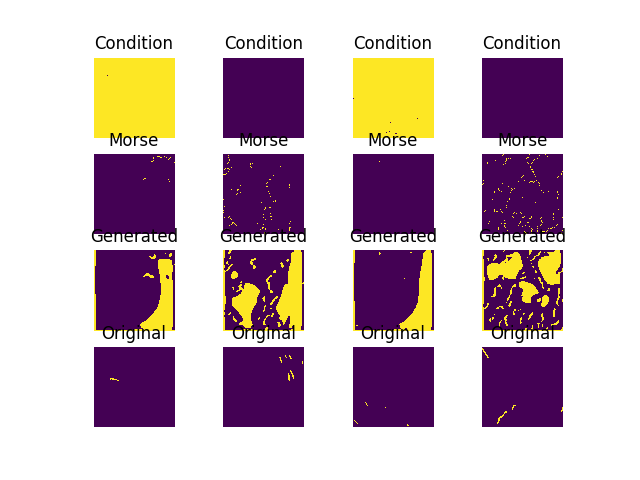 Condition Condition Condition Condition
Morse Morse Morse Morse
Generated Generated Generated Generated
Original Original Original Original